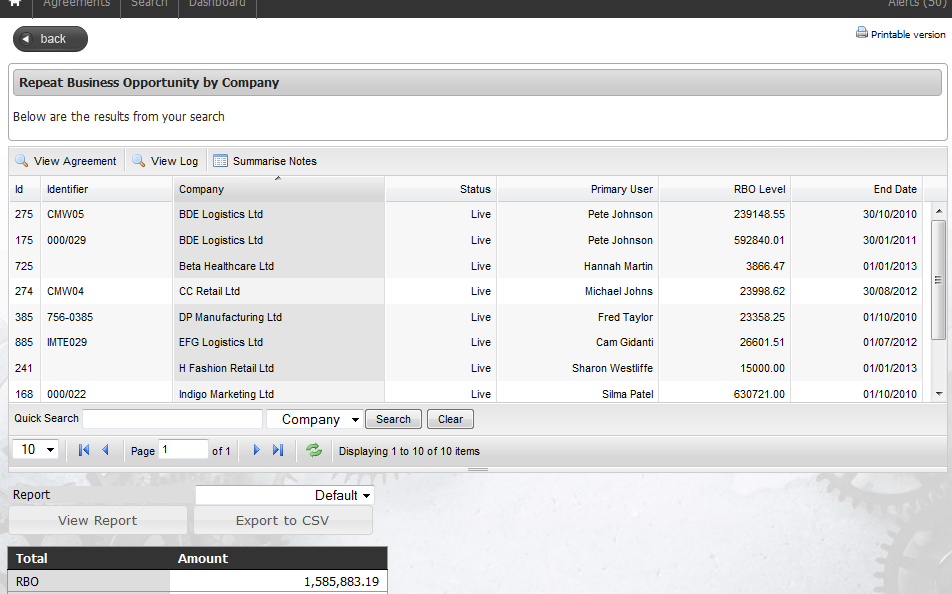 Agreements Search Dashboard Alerts (50)
back
Printable version
Repeat Business Opportunity by Company
Below are the results from your search
View Agreement View Log Summarise Notes
Id Identifier Company Status Primary User RBO Level End Date
275 CMW05 BDE Logistics Ltd Live Pete Johnson 239148.55 30/10/2010
175 000/029 BDE Logistics Ltd Live Pete Johnson 592840.01 30/01/2011
725 Beta Healthcare Ltd Live Hannah Martin 3866.47 01/01/2013
274 CMW04 CC Retail Ltd Live Michael Johns 23998.62 30/08/2012
385 756-0385 DP Manufacturing Ltd Live Fred Taylor 23358.25 01/10/2010
885 IMTE029 EFG Logistics Ltd Live Cam Gidanti 26601.51 01/07/2012
241 H Fashion Retail Ltd Live Sharon Westliffe 15000.00 01/01/2013
168 000/022 Indigo Marketing Ltd Live Silma Patel 630721.00 01/10/2010
Quick Search Company Search Clear
10 Page 1 of 1 Displaying 1 to 10 of 10 items
Report Default
View Report Export to CSV
Total Amount
RBO 1,585,883.19